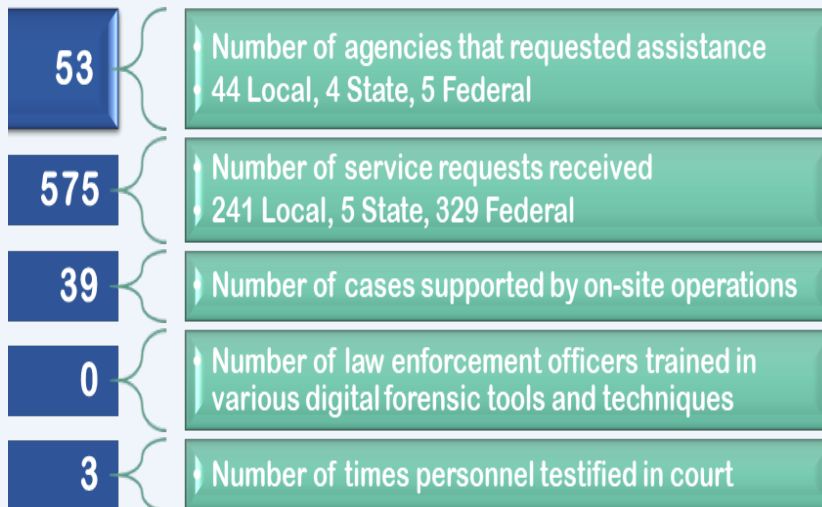 53
Number of agencies that requested assistance
44 Local, 4 State, 5 Federal
575
Number of service requests received
241 Local, 5 State, 329 Federal
39
Number of cases supported by on-site operations
0
Number of law enforcement officers trained in
various digital forensic tools and techniques
3
Number of times personnel testified in court